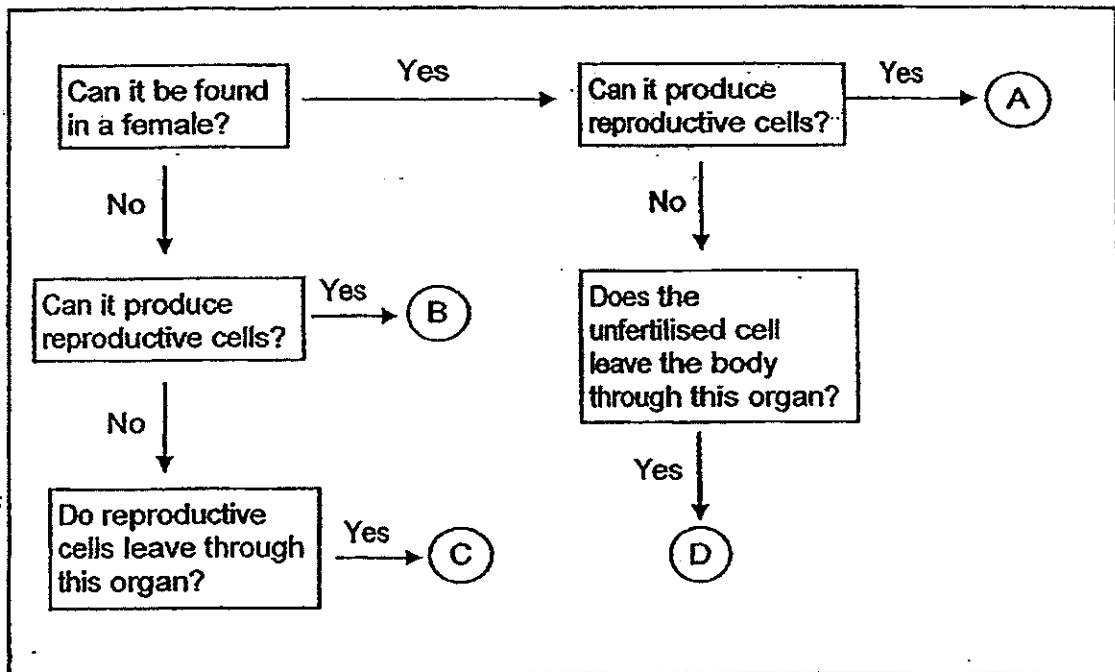 Can it be found
in a female?
Yes
Can it produce
reproductive cells?
Yes
A
No
No
Can it produce
reproductive cells?
Yes
B
Does the
unfertilised cell
leave the body
through this organ?
No
Yes
Do reproductive
cells leave through
this organ?
Yes
C
D